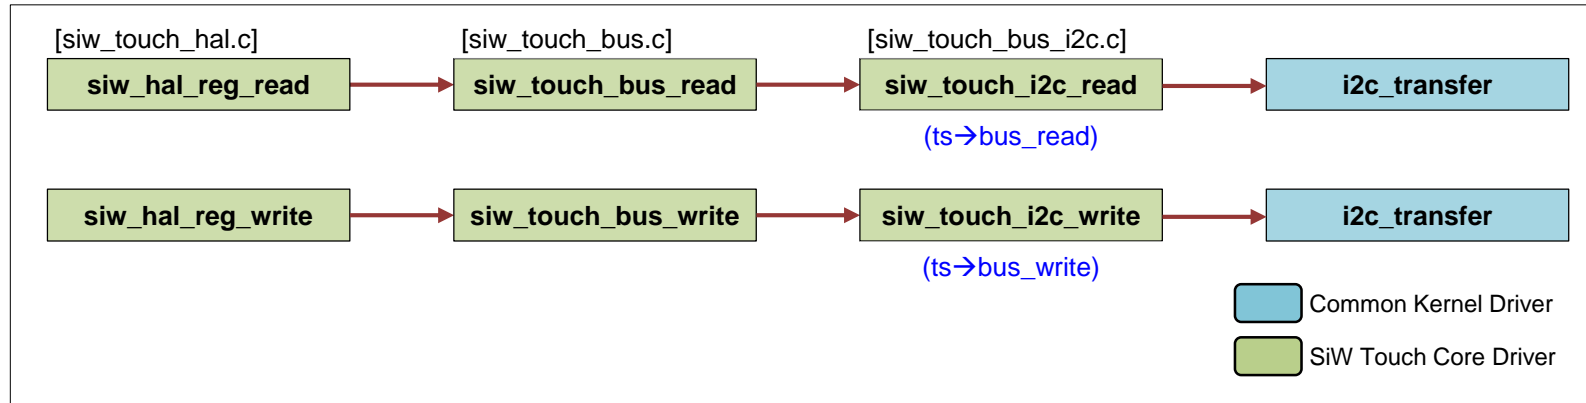 [siw_touch_hal.c] [siw_touch_bus.c] [siw_touch_bus_i2c.c]
siw_hal_reg_read siw_touch_bus_read siw_touch_i2c_read i2c_transfer
(ts→bus_read)
siw_hal_reg_write siw_touch_bus_write siw_touch_i2c_write i2c_transfer
(ts→bus_write)
Common Kernel Driver
SiW Touch Core Driver